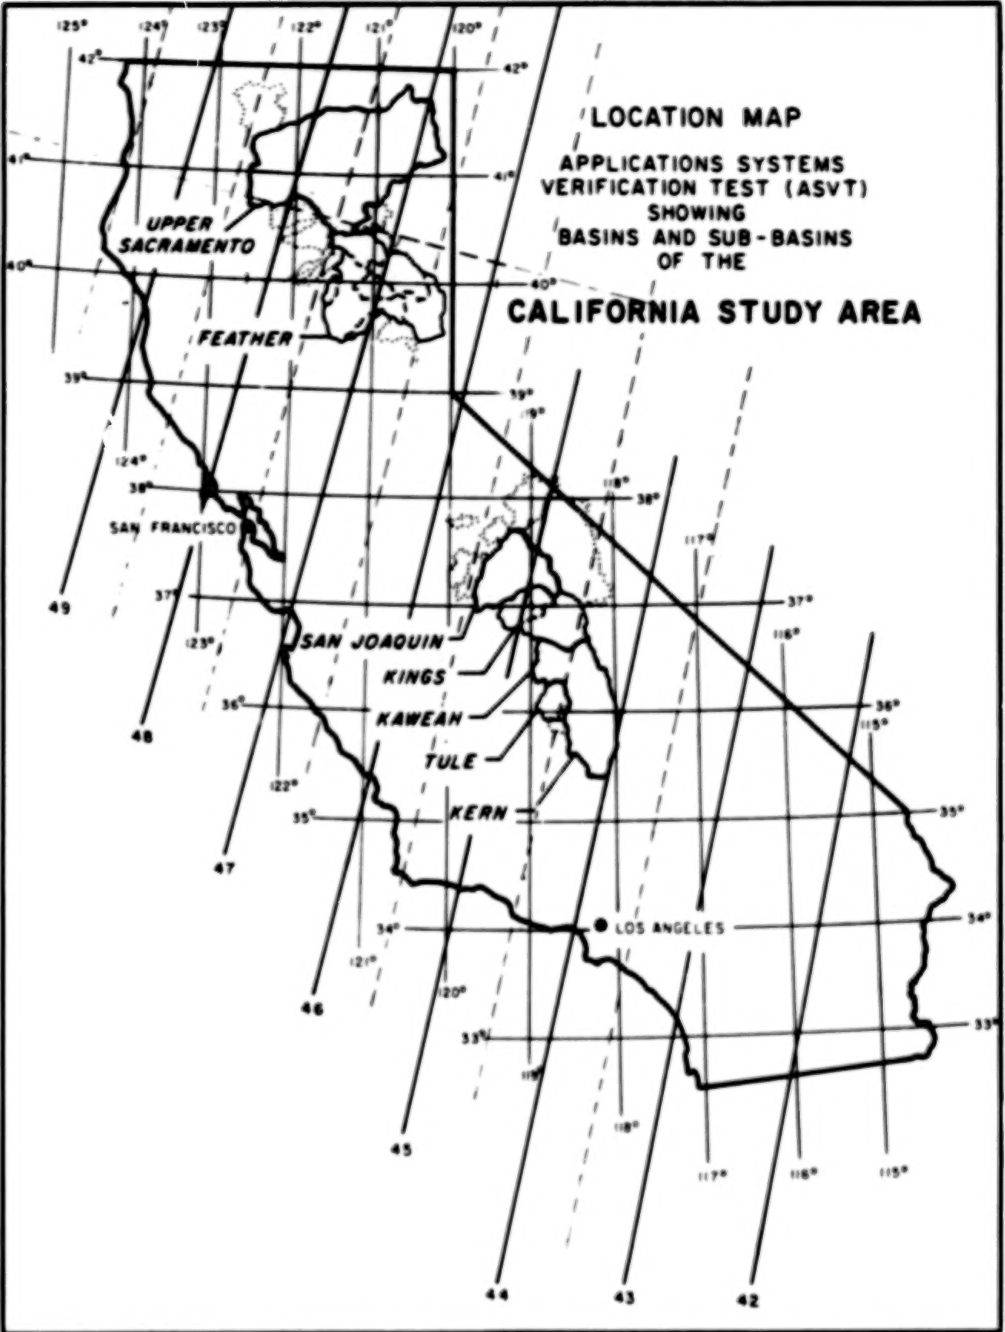 125° 124° 123° 122° 121° 120°
42° 42°
LOCATION MAP
APPLICATIONS SYSTEMS
VERIFICATION TEST (ASVT)
SHOWING
BASINS AND SUB-BASINS
OF THE
CALIFORNIA STUDY AREA
41° 41°
UPPER
SACRAMENTO
40° 40°
FEATHER
39° 39°
119°
124°
38° 118° 38°
SAN FRANCISCO
117°
49
37° 37°
123° 116°
SAN JOAQUIN
KINGS
36° 36°
KAWEAH 115°
48
TULE
122°
KERN
35° 35°
47
34° LOS ANGELES 34°
121°
120°
46
33° 33°
119°
118°
45
117° 116° 115°
44 43 42